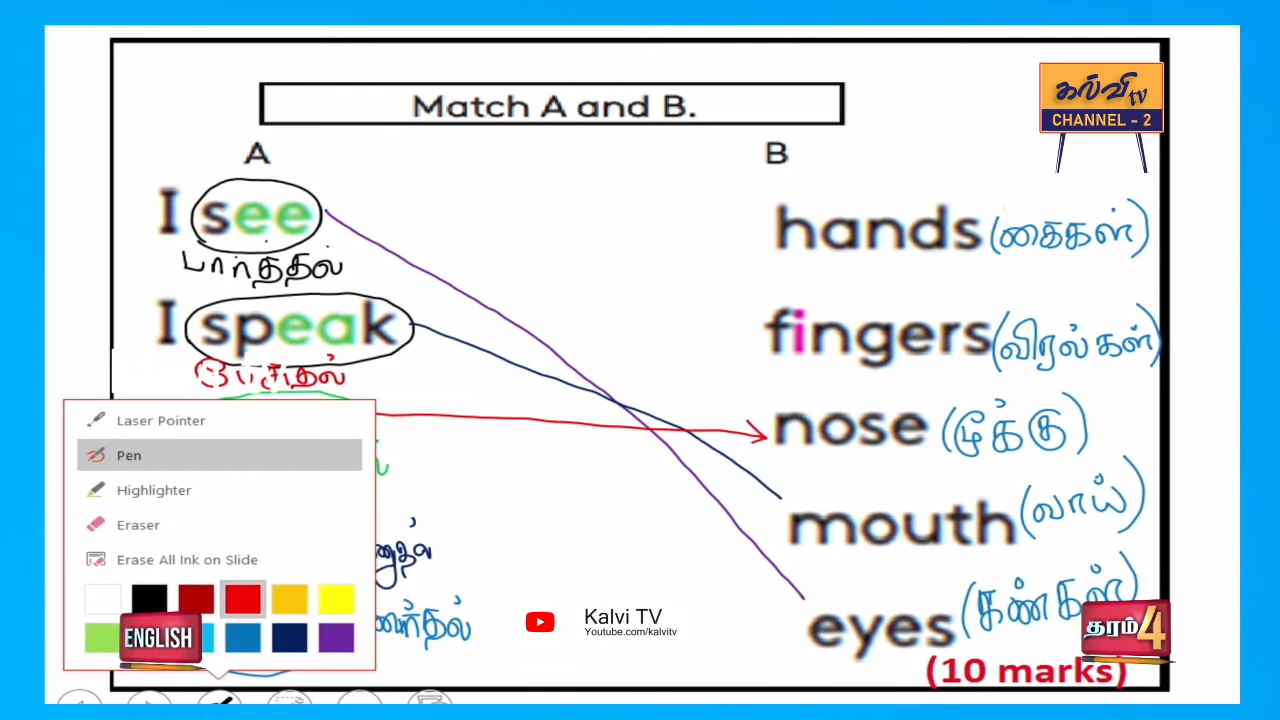 Match A and B.
கல்வி tv
CHANNEL - 2
A
B
I see
பார்த்தல்
hands (கைகள்)
I speak
பேசுதல்
fingers (விரல்கள்)
Laser Pointer
Pen
Highlighter
Eraser
Erase All Ink on Slide
nose (மூக்கு)
mouth (வாய்)
eyes (கண்கள்)
Kalvi TV
Youtube.com/kalvitv
ENGLISH
தரம் 4
(10 marks)